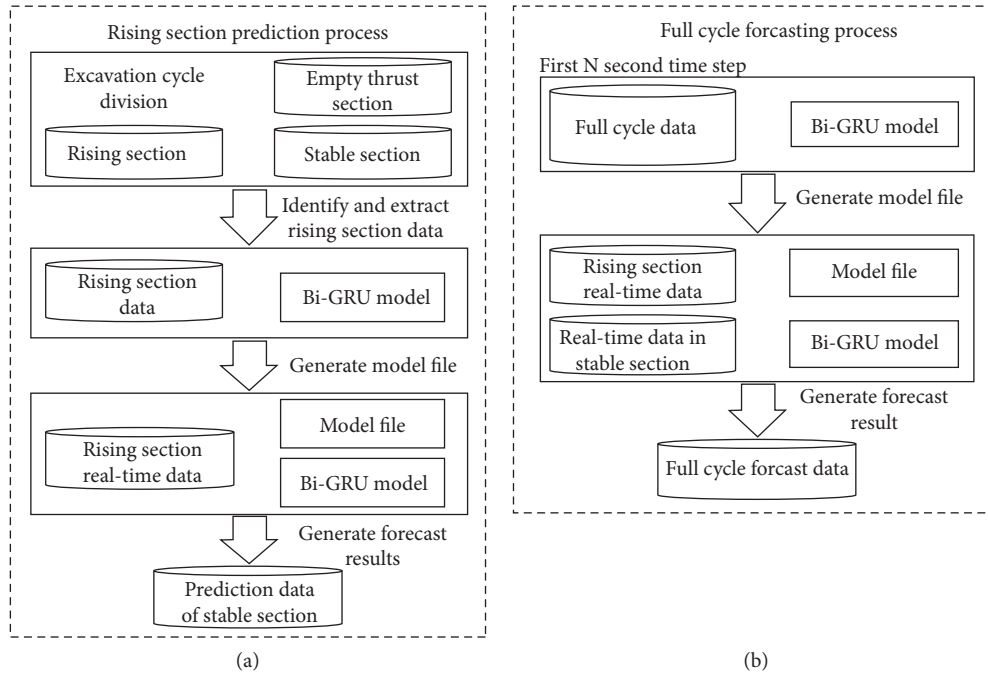 Rising section prediction process
Excavation cycle
division
Empty thrust
section
Rising section
Stable section
Identify and extract
rising section data
Rising section
data
Bi-GRU model
Generate model file
Rising section
real-time data
Model file
Bi-GRU model
Generate forecast
results
Prediction data
of stable section
(a)
Full cycle forcasting process
First N second time step
Full cycle data
Bi-GRU model
Generate model file
Rising section
real-time data
Model file
Real-time data in
stable section
Bi-GRU model
Generate forecast
result
Full cycle forcast data
(b)